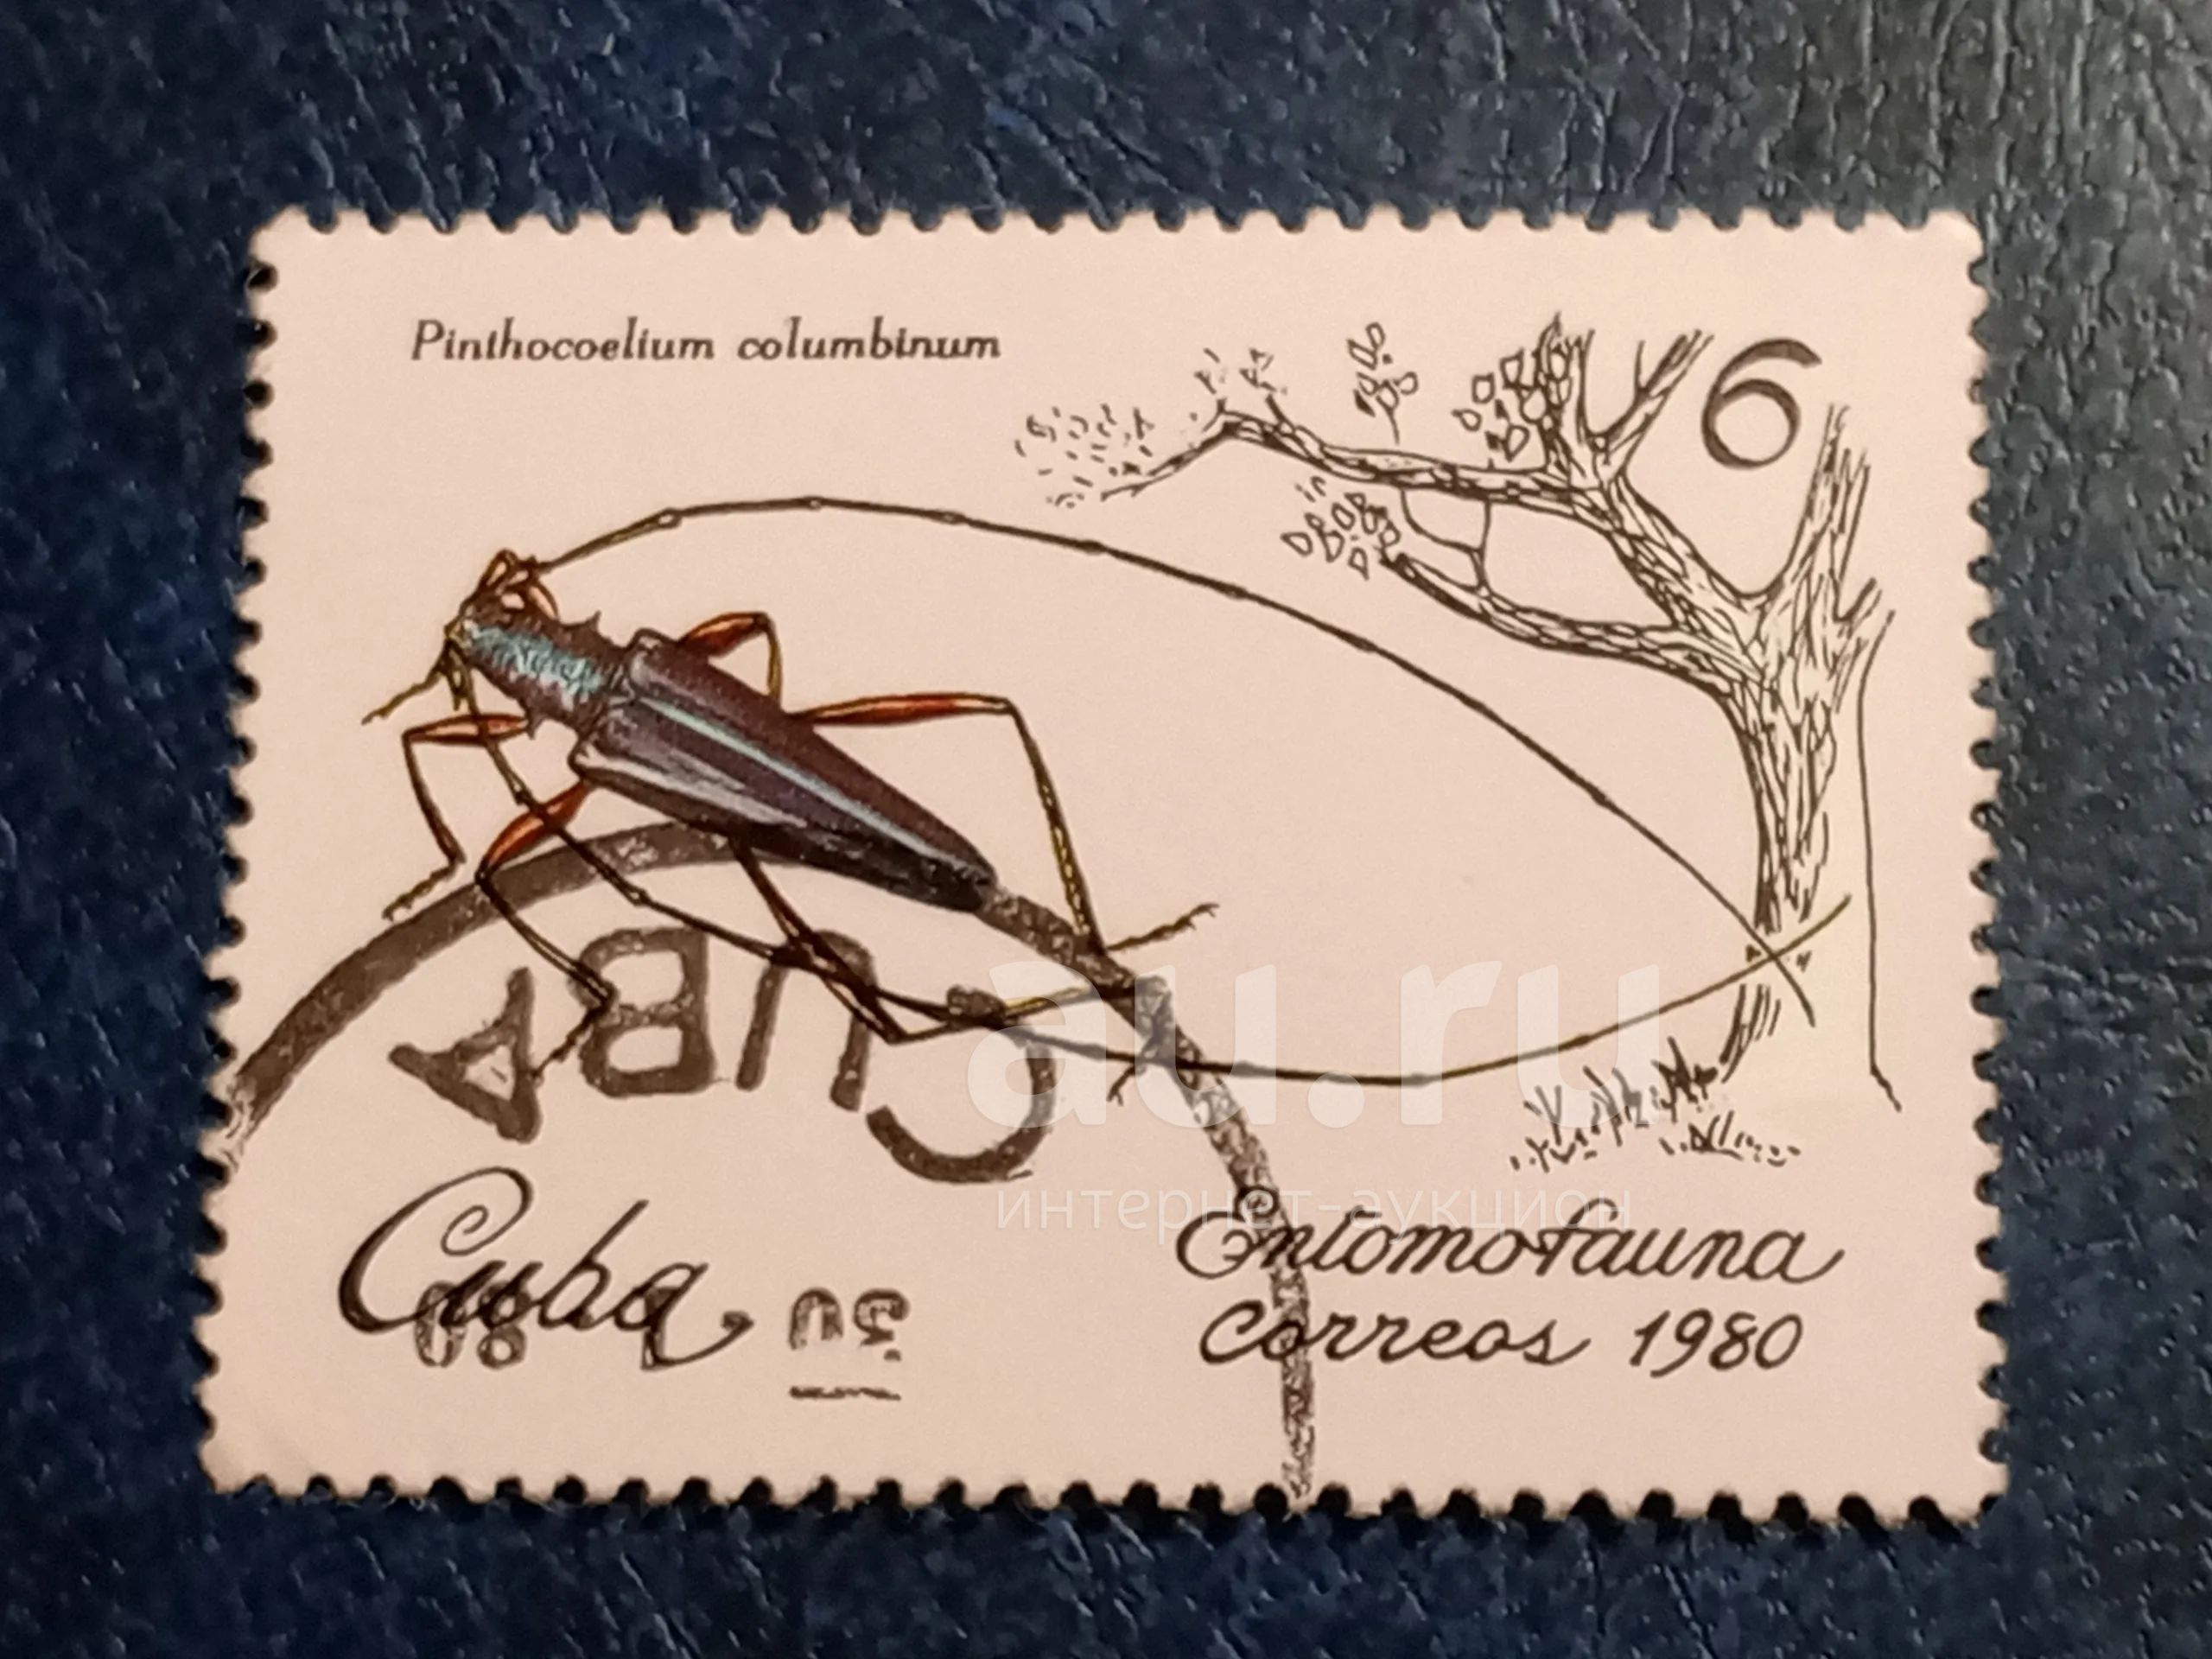 Pinthocoelium columbinum
6
CUBA
au.ru
интернет-аукцион
Cuba
Entomofauna
Correos 1980